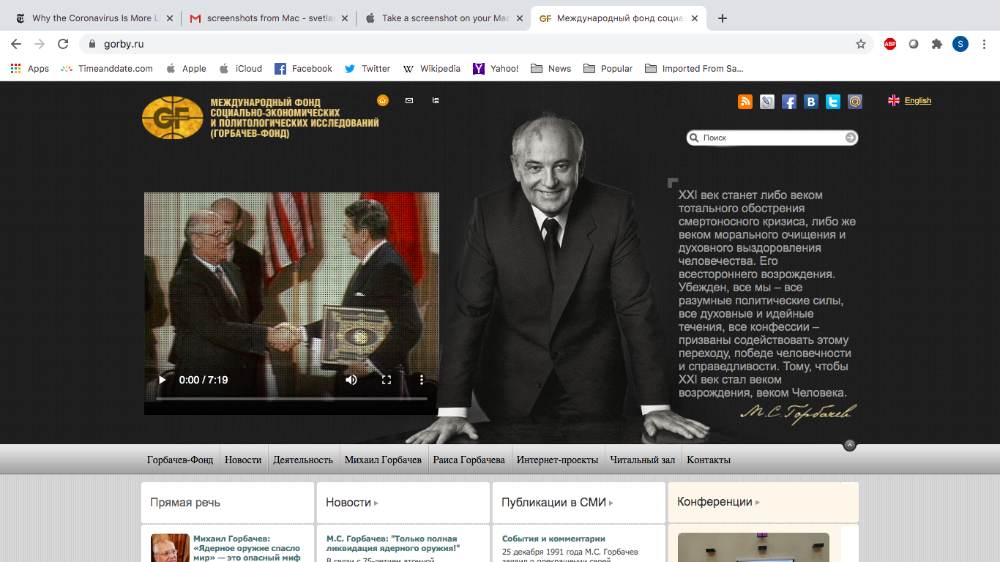 Why the Coronavirus Is More L
screenshots from Mac - svetla
Take a screenshot on your Mac
GF Международный фонд социа
gorby.ru
ABP
S
Apps
Timeanddate.com
Apple
iCloud
Facebook
Twitter
Wikipedia
Yahoo!
News
Popular
Imported From Sa...
GF
МЕЖДУНАРОДНЫЙ ФОНД
СОЦИАЛЬНО-ЭКОНОМИЧЕСКИХ
И ПОЛИТОЛОГИЧЕСКИХ ИССЛЕДОВАНИЙ
(ГОРБАЧЕВ-ФОНД)
English
Поиск
XXI век станет либо веком
тотального обострения
смертоносного кризиса, либо же
веком морального очищения и
духовного выздоровления
человечества. Его
всестороннего возрождения.
Убежден, все мы – все
разумные политические силы,
все духовные и идейные
течения, все конфессии –
призваны содействовать этому
переходу, победе человечности
и справедливости. Тому, чтобы
XXI век стал веком
возрождения, веком Человека.
М.С.Горбачев
0:00 / 7:19
Горбачев-Фонд
Новости
Деятельность
Михаил Горбачев
Раиса Горбачева
Интернет-проекты
Читальный зал
Контакты
Прямая речь
Новости
Публикации в СМИ
Конференции
Михаил Горбачев:
«Ядерное оружие спасло
мир» — это опасный миф
М.С. Горбачев: "Только полная
ликвидация ядерного оружия!"
В связи с 75-летием атомной
События и комментарии
25 декабря 1991 года М.С. Горбачев
заявил о прекращении своей